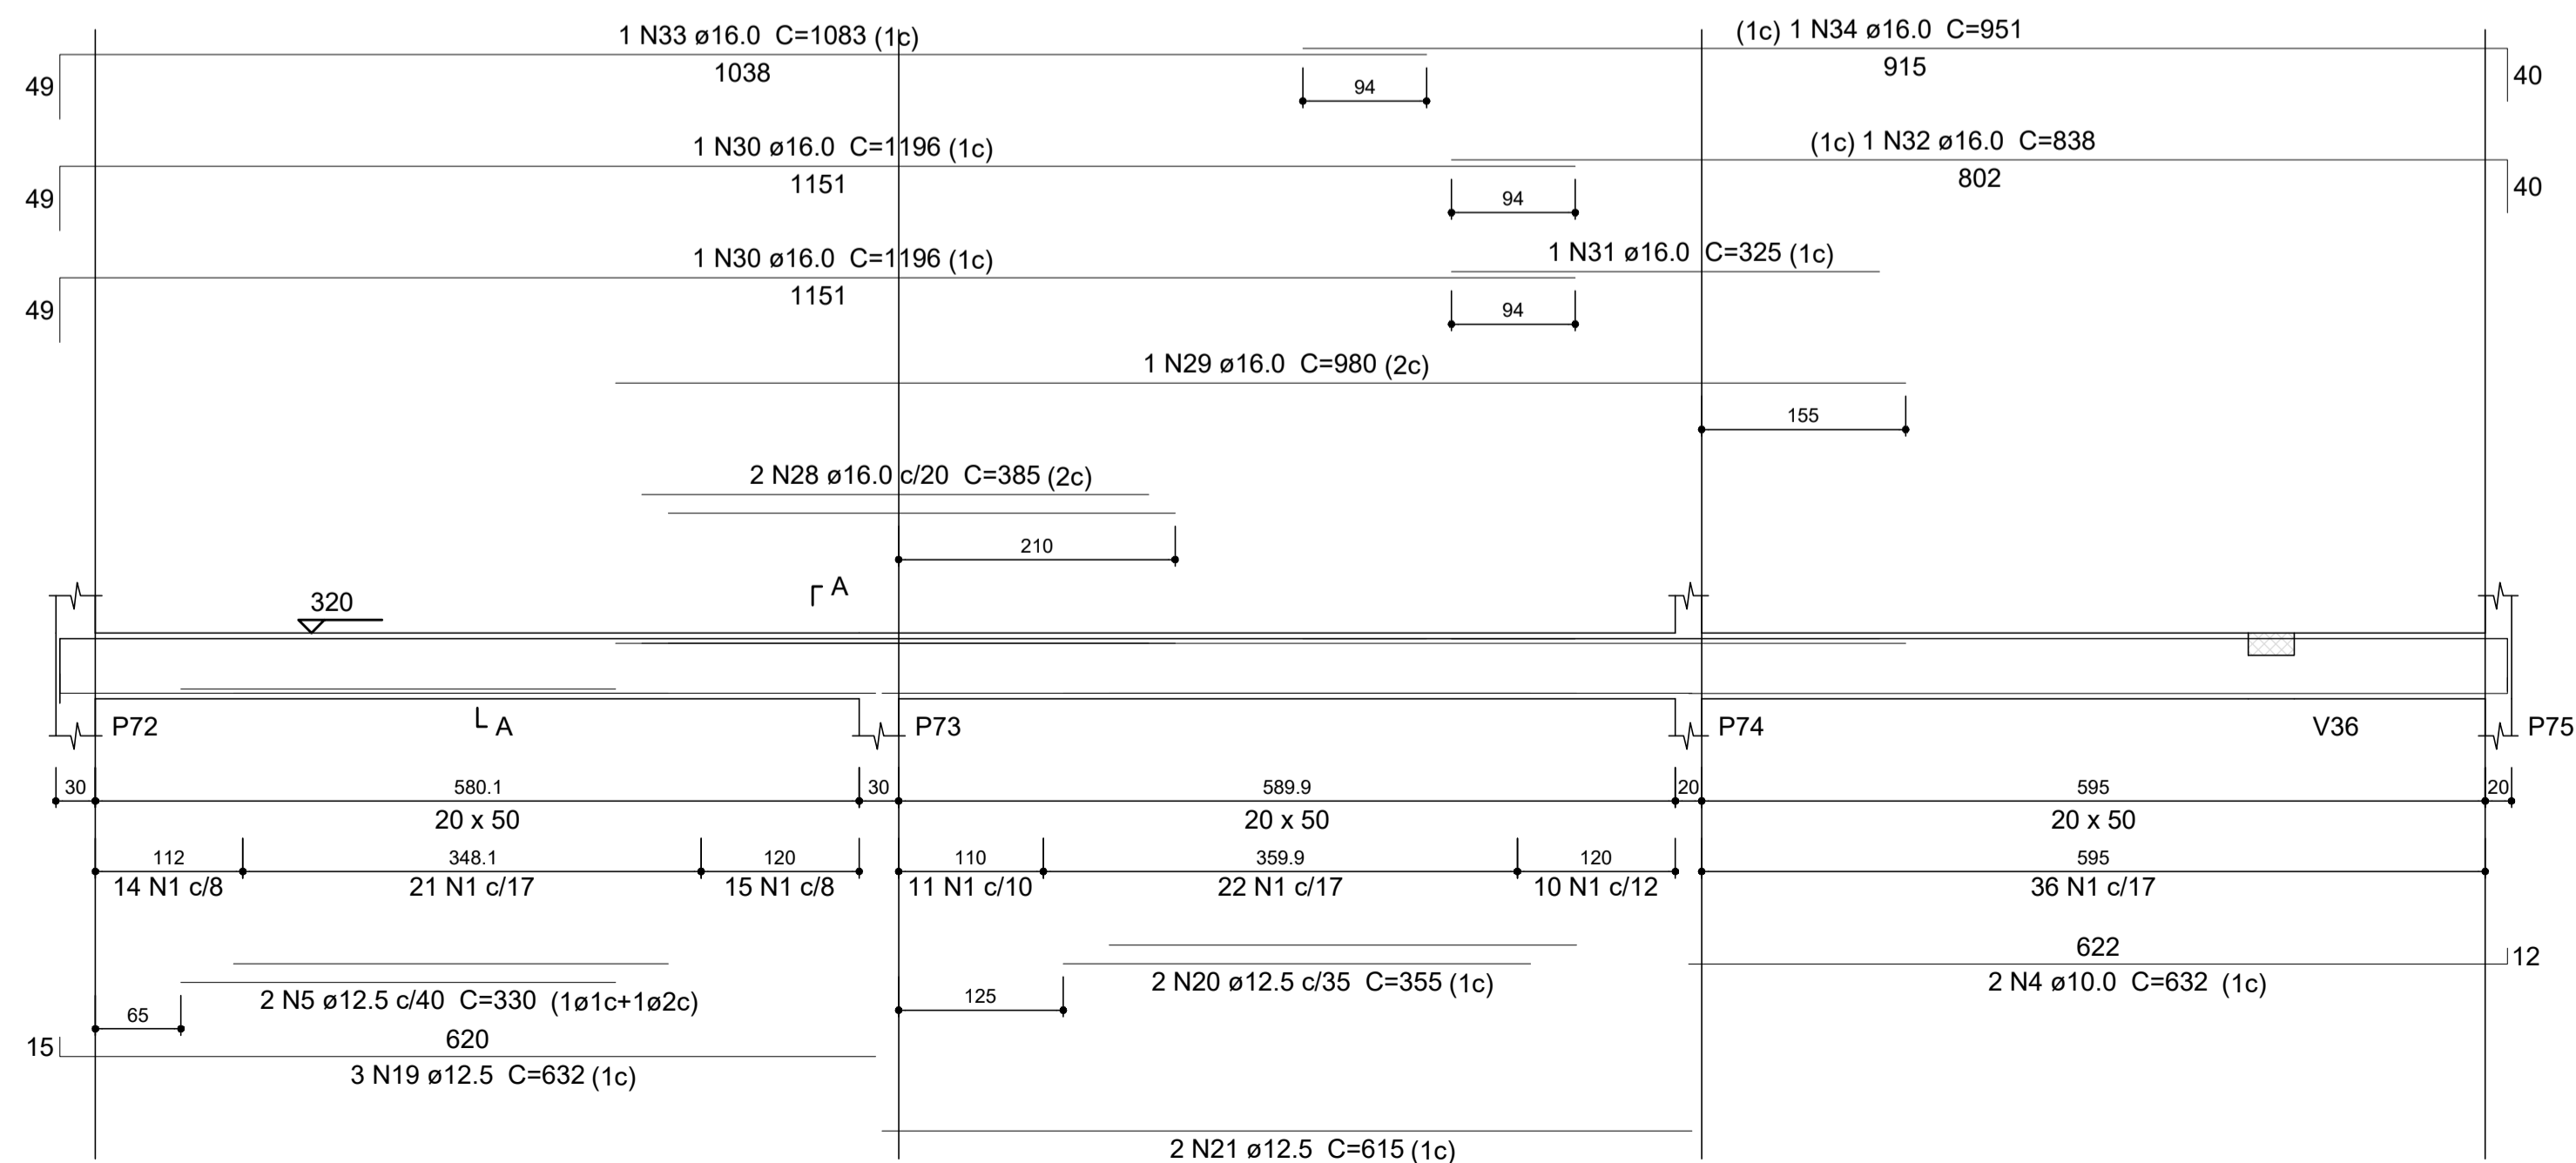 1 N33 ø16.0 C=1083 (1c)
(1c) 1 N34 ø16.0 C=951
49
1038
94
915
40
1 N30 ø16.0 C=1196 (1c)
(1c) 1 N32 ø16.0 C=838
49
1151
94
802
40
1 N30 ø16.0 C=1196 (1c)
1 N31 ø16.0 C=325 (1c)
49
1151
94
1 N29 ø16.0 C=980 (2c)
155
2 N28 ø16.0 c/20 C=385 (2c)
210
A
320
P72
A
P73
P74
V36
P75
30
580.1
30
589.9
20
595
20
20 x 50
20 x 50
20 x 50
112
348.1
120
110
359.9
120
595
14 N1 c/8
21 N1 c/17
15 N1 c/8
11 N1 c/10
22 N1 c/17
10 N1 c/12
36 N1 c/17
622
12
2 N5 ø12.5 c/40 C=330 (1ø1c+1ø2c)
2 N20 ø12.5 c/35 C=355 (1c)
2 N4 ø10.0 C=632 (1c)
65
125
15
620
3 N19 ø12.5 C=632 (1c)
2 N21 ø12.5 C=615 (1c)